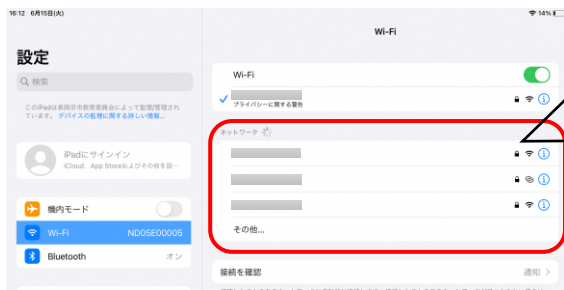 16:12 6月15日(火)
14%
設定
Wi-Fi
検索
このiPadは長岡京市教育委員会によって監視/管理され
ています。デバイスの監理に関する詳しい情報...
iPadにサインイン
iCloud、App Storeおよびその他を設…
機内モード
Wi-Fi ND05E00005
Bluetooth オン
Wi-Fi
プライバシーに関する警告
ネットワーク
その他...
接続を確認 通知